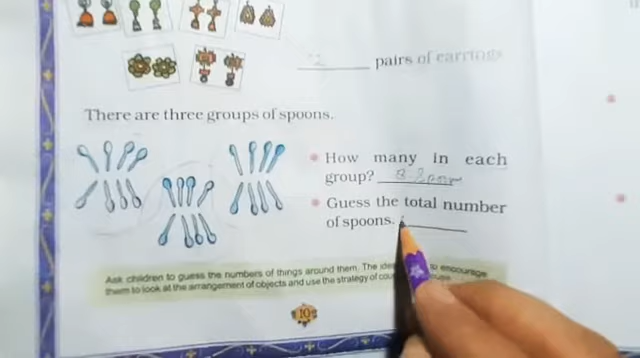 pairs of earrings
There are three groups of spoons.
How many in each
group? 8 Spoon
Guess the total number
of spoons.
Ask children to guess the numbers of things around them. The to encourage
them to look at the arrangement of objects and use the strategy of
10